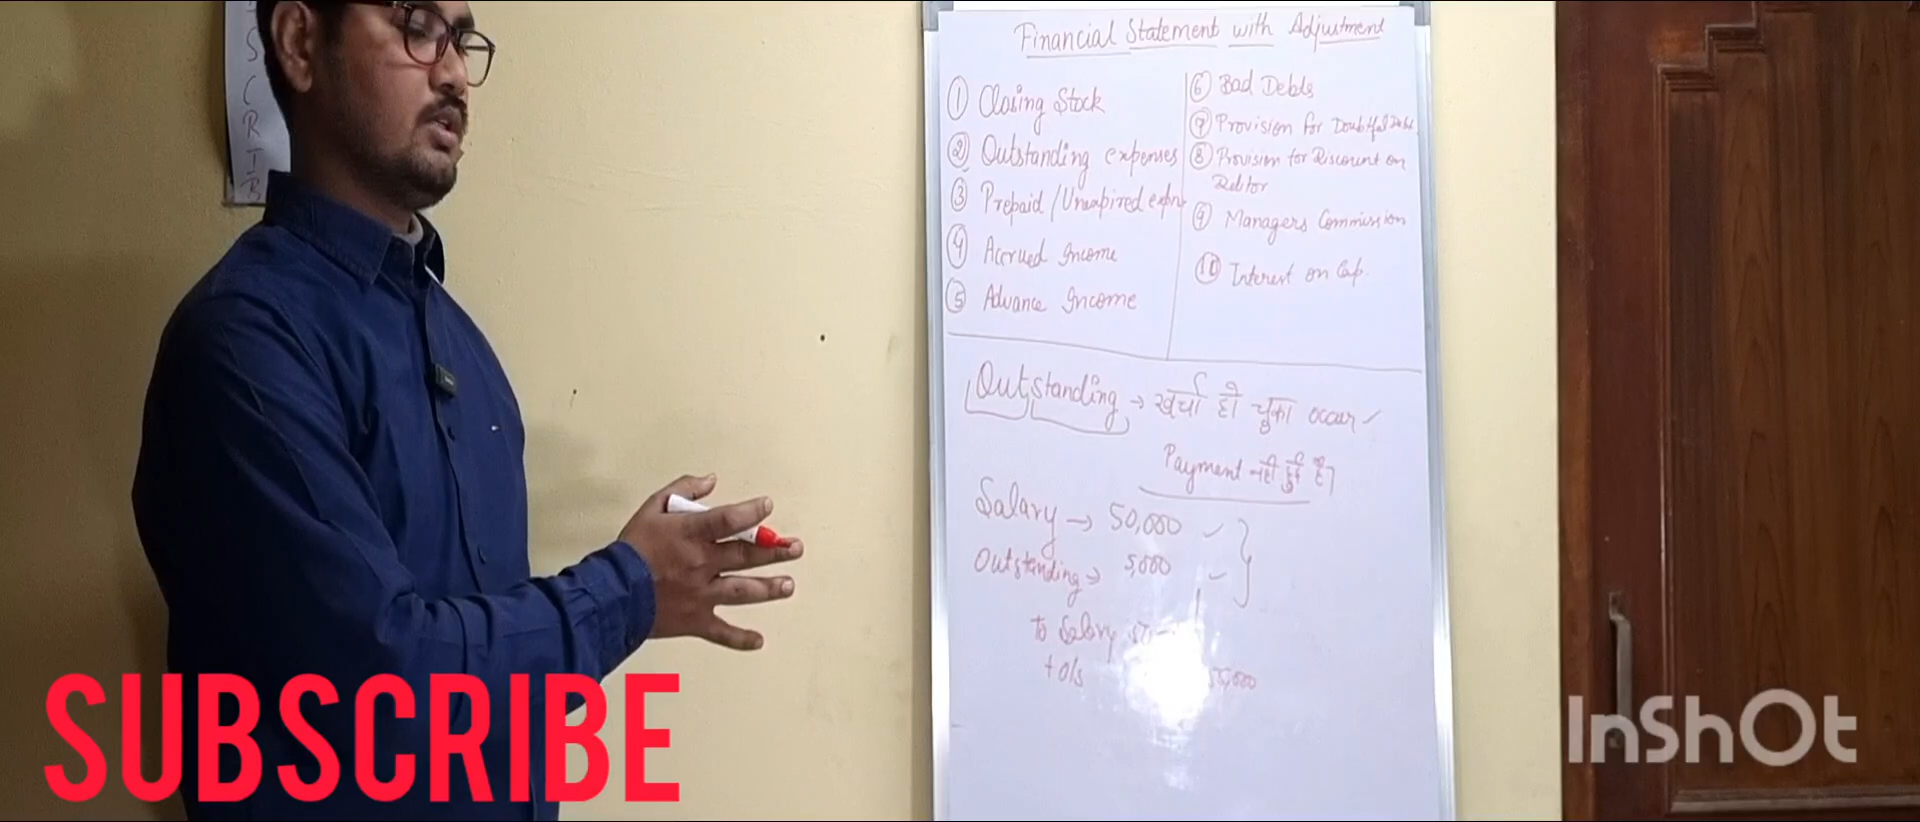 Financial Statement with Adjustment
① Closing Stock
② Outstanding expenses
③ Prepaid / Unexpired
④ Accrued Income
⑤ Advance Income
⑥ Bad Debts
⑦ Provision for Doubtful Debt
⑧ Provision for Discount on
Debtor
⑨ Managers Commission
⑩ Interest on Cap.
Outstanding → खर्चा हो चुका occur ✓
Payment नही हुई है।
Salary → 50,000 ✓
Outstanding → 5,000 ✓
To Salary
+ O/s 55,000
SUBSCRIBE
InShOt
SCRIB